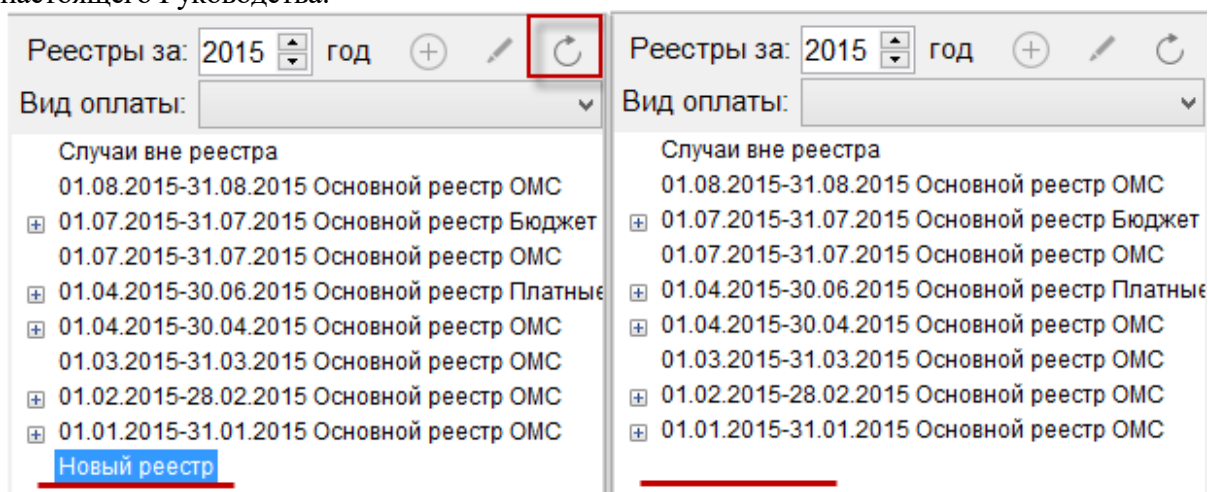 настоящего Руководства.
Реестры за: 2015 год
Вид оплаты:
Случаи вне реестра
01.08.2015-31.08.2015 Основной реестр ОМС
01.07.2015-31.07.2015 Основной реестр Бюджет
01.07.2015-31.07.2015 Основной реестр ОМС
01.04.2015-30.06.2015 Основной реестр Платные
01.04.2015-30.04.2015 Основной реестр ОМС
01.03.2015-31.03.2015 Основной реестр ОМС
01.02.2015-28.02.2015 Основной реестр ОМС
01.01.2015-31.01.2015 Основной реестр ОМС
Новый реестр
Реестры за: 2015 год
Вид оплаты:
Случаи вне реестра
01.08.2015-31.08.2015 Основной реестр ОМС
01.07.2015-31.07.2015 Основной реестр Бюджет
01.07.2015-31.07.2015 Основной реестр ОМС
01.04.2015-30.06.2015 Основной реестр Платные
01.04.2015-30.04.2015 Основной реестр ОМС
01.03.2015-31.03.2015 Основной реестр ОМС
01.02.2015-28.02.2015 Основной реестр ОМС
01.01.2015-31.01.2015 Основной реестр ОМС